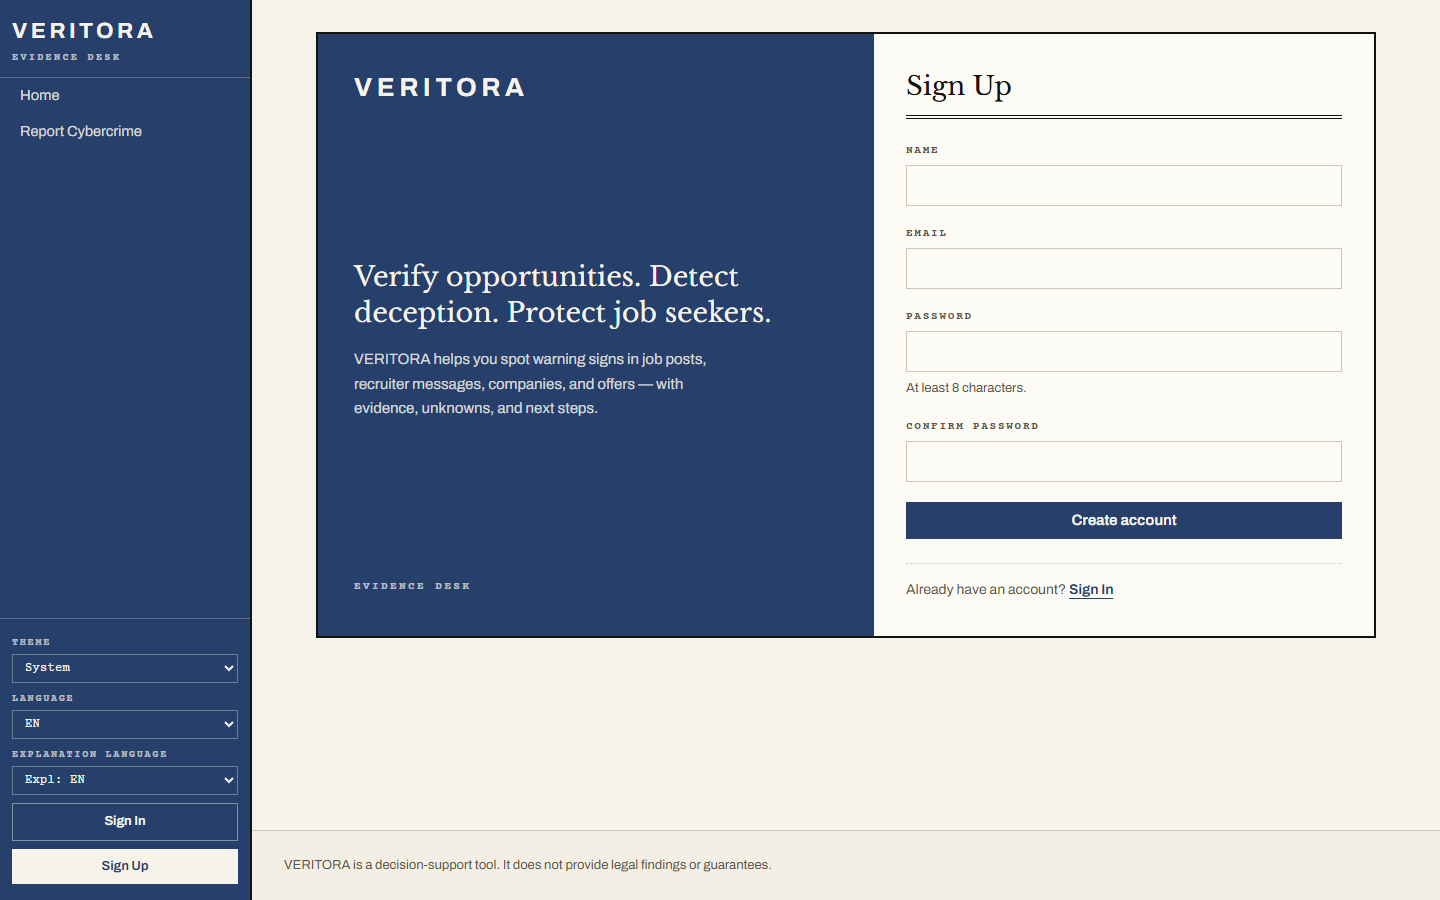 VERITORA
EVIDENCE DESK
Home
Report Cybercrime
THEME
System
LANGUAGE
EN
EXPLANATION LANGUAGE
Expl: EN
Sign In
Sign Up
VERITORA
Verify opportunities. Detect
deception. Protect job seekers.
VERITORA helps you spot warning signs in job posts,
recruiter messages, companies, and offers — with
evidence, unknowns, and next steps.
EVIDENCE DESK
Sign Up
NAME
EMAIL
PASSWORD
At least 8 characters.
CONFIRM PASSWORD
Create account
Already have an account? Sign In
VERITORA is a decision-support tool. It does not provide legal findings or guarantees.